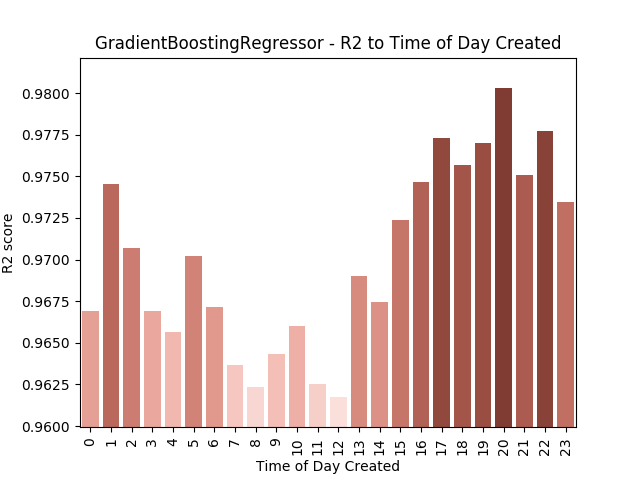 GradientBoostingRegressor - R2 to Time of Day Created
0.9800
0.9775
0.9750
0.9725
0.9700
0.9675
0.9650
0.9625
0.9600
R2 score
0 1 2 3 4 5 6 7 8 9 10 11 12 13 14 15 16 17 18 19 20 21 22 23
Time of Day Created